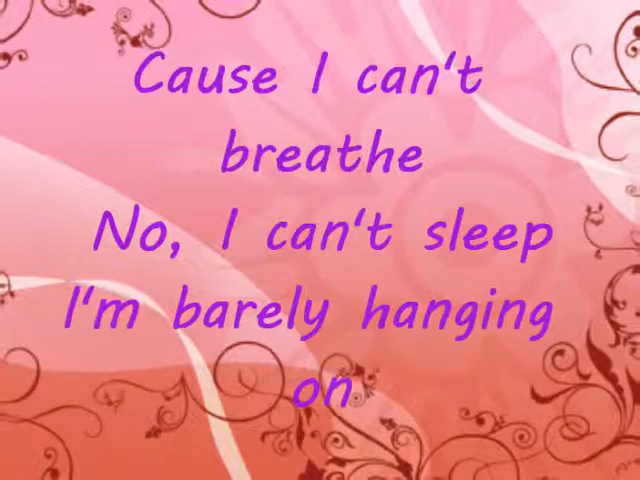 Cause I can't
breathe
No, I can't sleep
I'm barely hanging
on